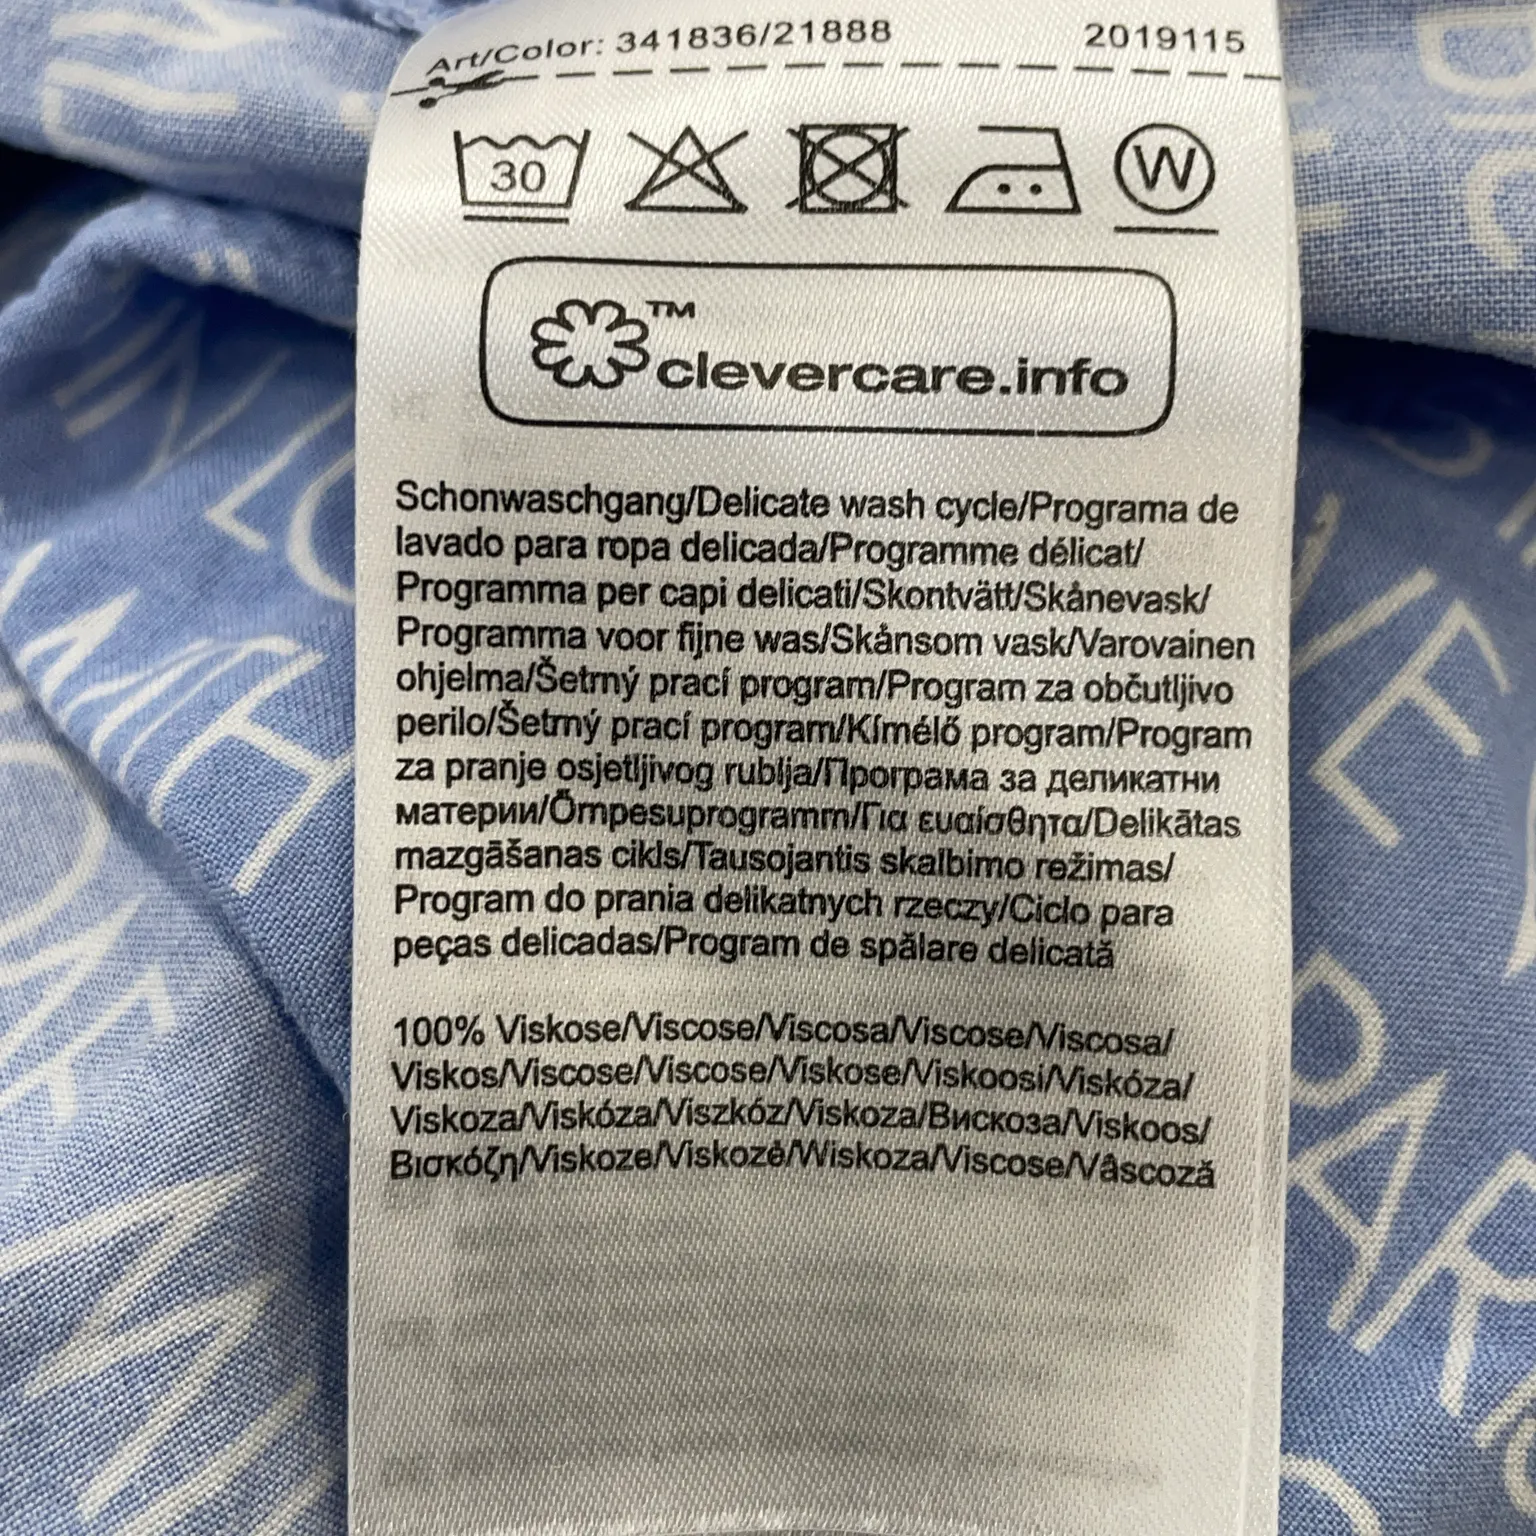 Art/Color: 341836/21888 2019115
30 W
™
clevercare.info
Schonwaschgang/Delicate wash cycle/Programa de
lavado para ropa delicada/Programme délicat/
Programma per capi delicati/Skontvätt/Skånevask/
Programma voor fijne was/Skånsom vask/Varovainen
ohjelma/Šetrný prací program/Program za občutljivo
perilo/Šetrný prací program/Kímélő program/Program
za pranje osjetljivog rublja/Програма за деликатни
материи/Õmpesuprogramm/Για ευαίσθητα/Delikātas
mazgāšanas cikls/Tausojantis skalbimo režimas/
Program do prania delikatnych rzeczy/Ciclo para
peças delicadas/Program de spălare delicată
100% Viskose/Viscose/Viscosa/Viscose/Viscosa/
Viskos/Viscose/Viscose/Viskose/Viskoosi/Viskóza/
Viskoza/Viskóza/Viszkóz/Viskoza/Вискоза/Viskoos/
Βισκόζη/Viskoze/Viskozė/Wiskoza/Viscose/Vâscoză